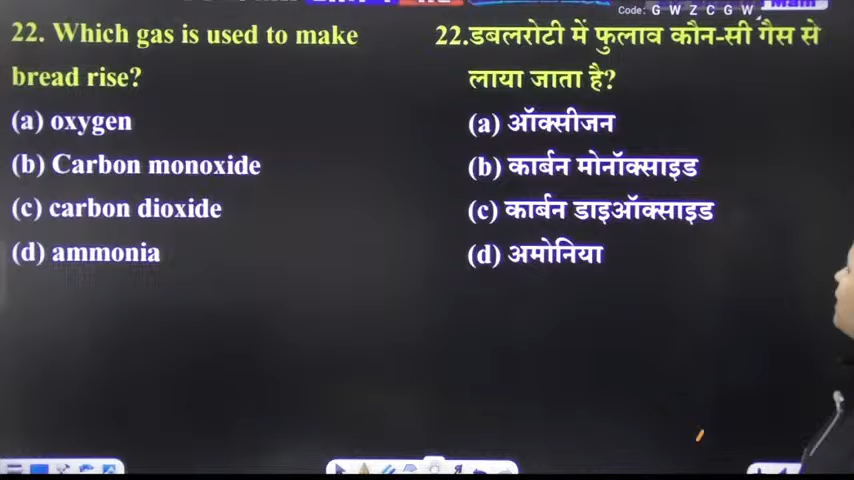 Code: G W Z C G W
22. Which gas is used to make
bread rise?
(a) oxygen
(b) Carbon monoxide
(c) carbon dioxide
(d) ammonia
22.डबलरोटी में फुलाव कौन-सी गैस से
लाया जाता है?
(a) ऑक्सीजन
(b) कार्बन मोनॉक्साइड
(c) कार्बन डाइऑक्साइड
(d) अमोनिया